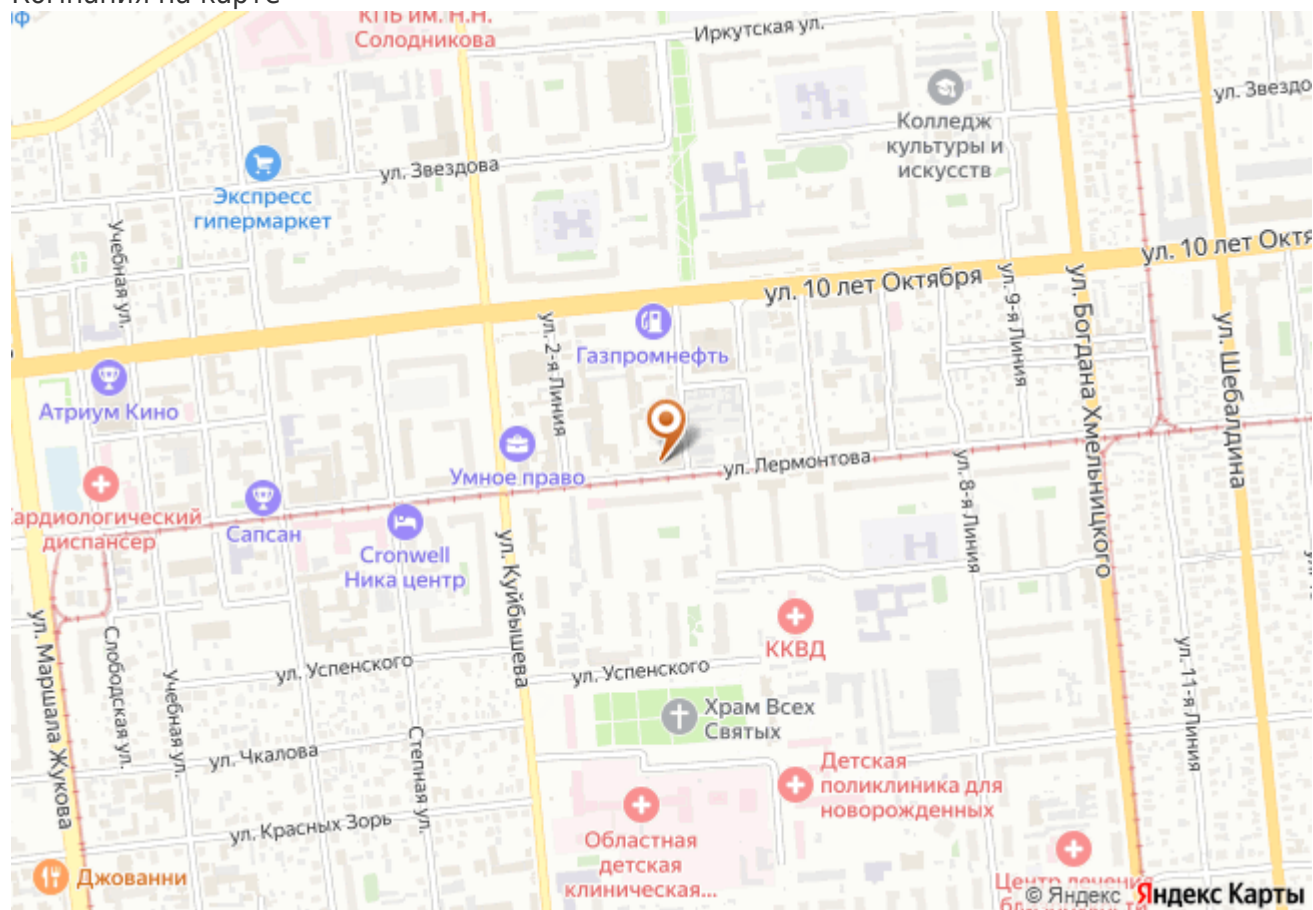 Компания на карте
КПБ им. Н.Н.
Солодникова
Иркутская ул.
Колледж
культуры и
искусств
ул. Звездо
ул. Звездова
Экспресс
гипермаркет
Учебная ул.
ул. 10 лет Октя
ул. 10 лет Октября
ул. 9-я Линия
ул. Богдана Хмельницкого
ул. Шебалдина
ул. 2-я Линия
Газпромнефть
Атриум Кино
Умное право
ул. Лермонтова
ул. 8-я Линия
Кардиологический
диспансер
Сапсан
Cronwell
Ника центр
ул. Куйбышева
ККВД
ул. Маршала Жукова
Слободская ул.
Учебная ул.
ул. Успенского
ул. Успенского
Храм Всех
Святых
ул. 11-я Линия
ул. Чкалова
Степная ул.
Детская
поликлиника для
новорожденных
ул. Красных Зорь
Областная
детская
клиническая...
Джованни
Центр лечения
© Яндекс Яндекс Карты